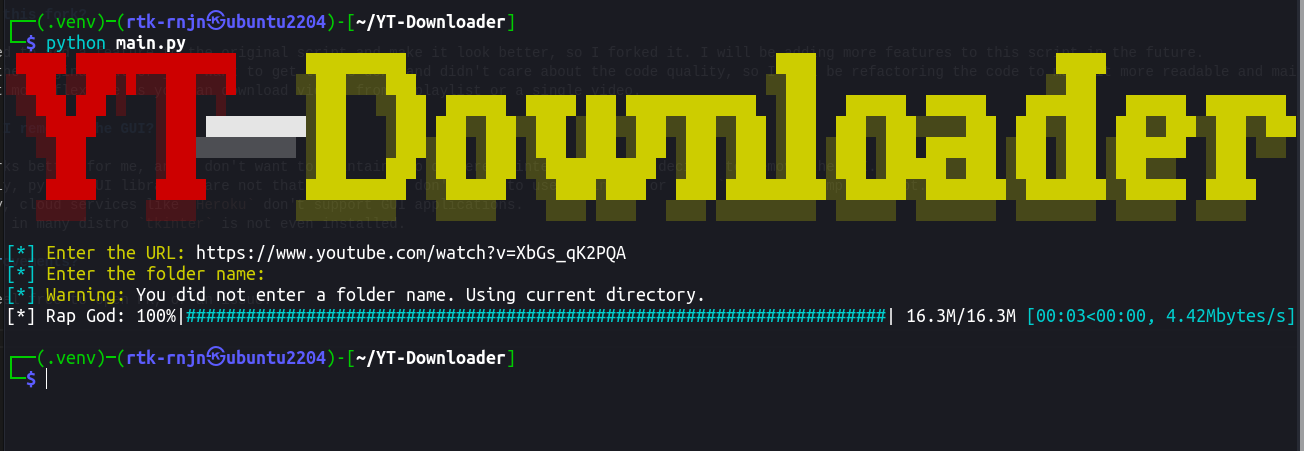 ┌──(.venv)─(rtk-rnjn㉿ubuntu2204)-[~/YT-Downloader]
└─$ python main.py
YT-Downloader
[*] Enter the URL: https://www.youtube.com/watch?v=XbGs_qK2PQA
[*] Enter the folder name:
[*] Warning: You did not enter a folder name. Using current directory.
[*] Rap God: 100%|######################################################################| 16.3M/16.3M [00:03<00:00, 4.42Mbytes/s]
┌──(.venv)─(rtk-rnjn㉿ubuntu2204)-[~/YT-Downloader]
└─$